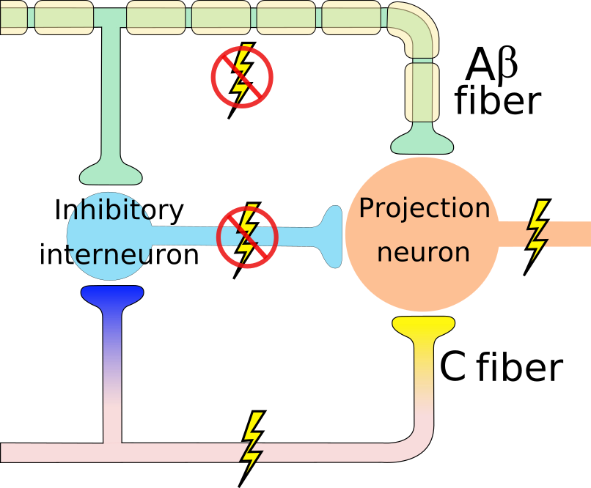 Aβ
fiber
Inhibitory
interneuron
Projection
neuron
C fiber